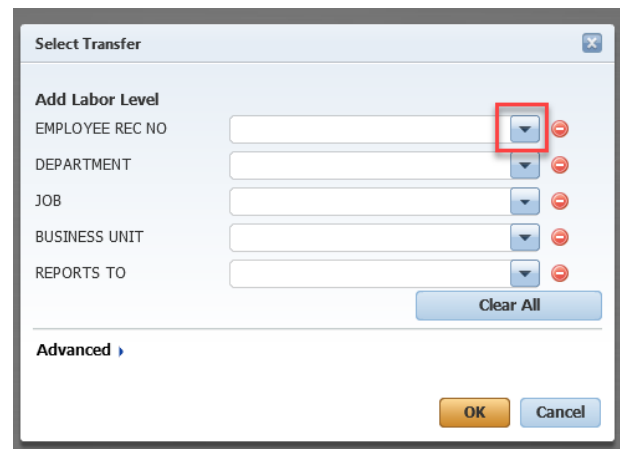 Select Transfer
Add Labor Level
EMPLOYEE REC NO
DEPARTMENT
JOB
BUSINESS UNIT
REPORTS TO
Clear All
Advanced
OK Cancel